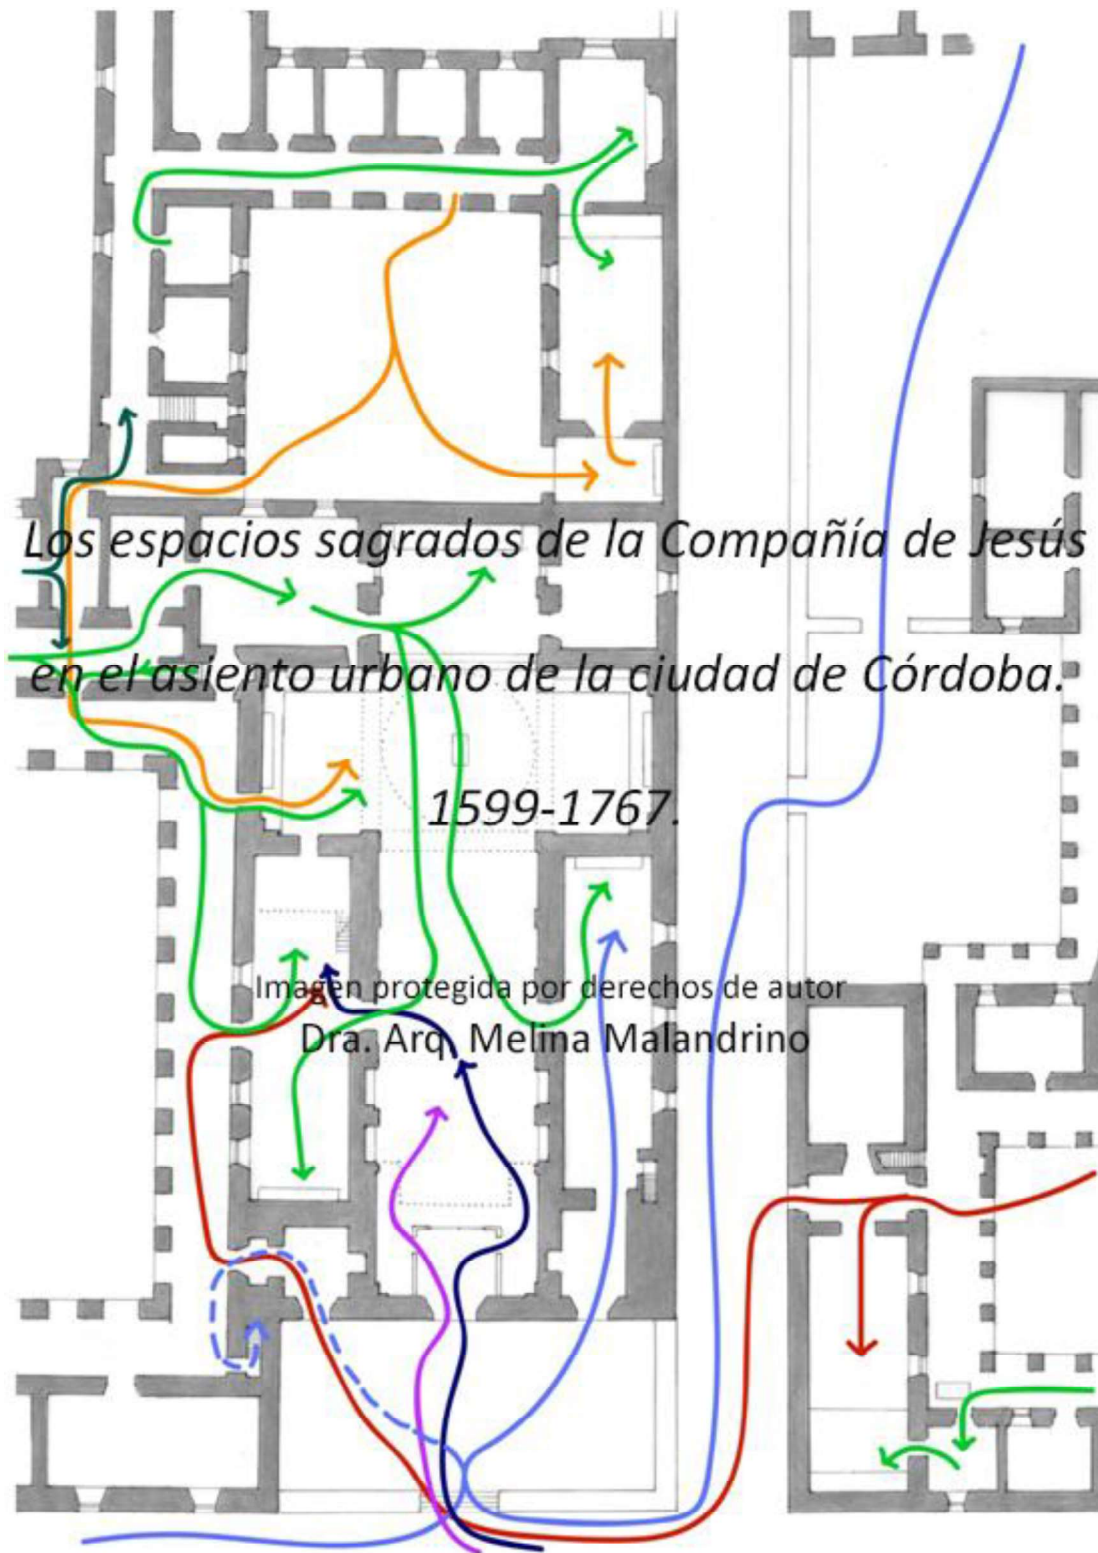 Los espacios sagrados de la Compañía de Jesús
en el asiento urbano de la ciudad de Córdoba.
1599-1767.
Imagen protegida por derechos de autor
Dra. Arq. Melina Malandrino